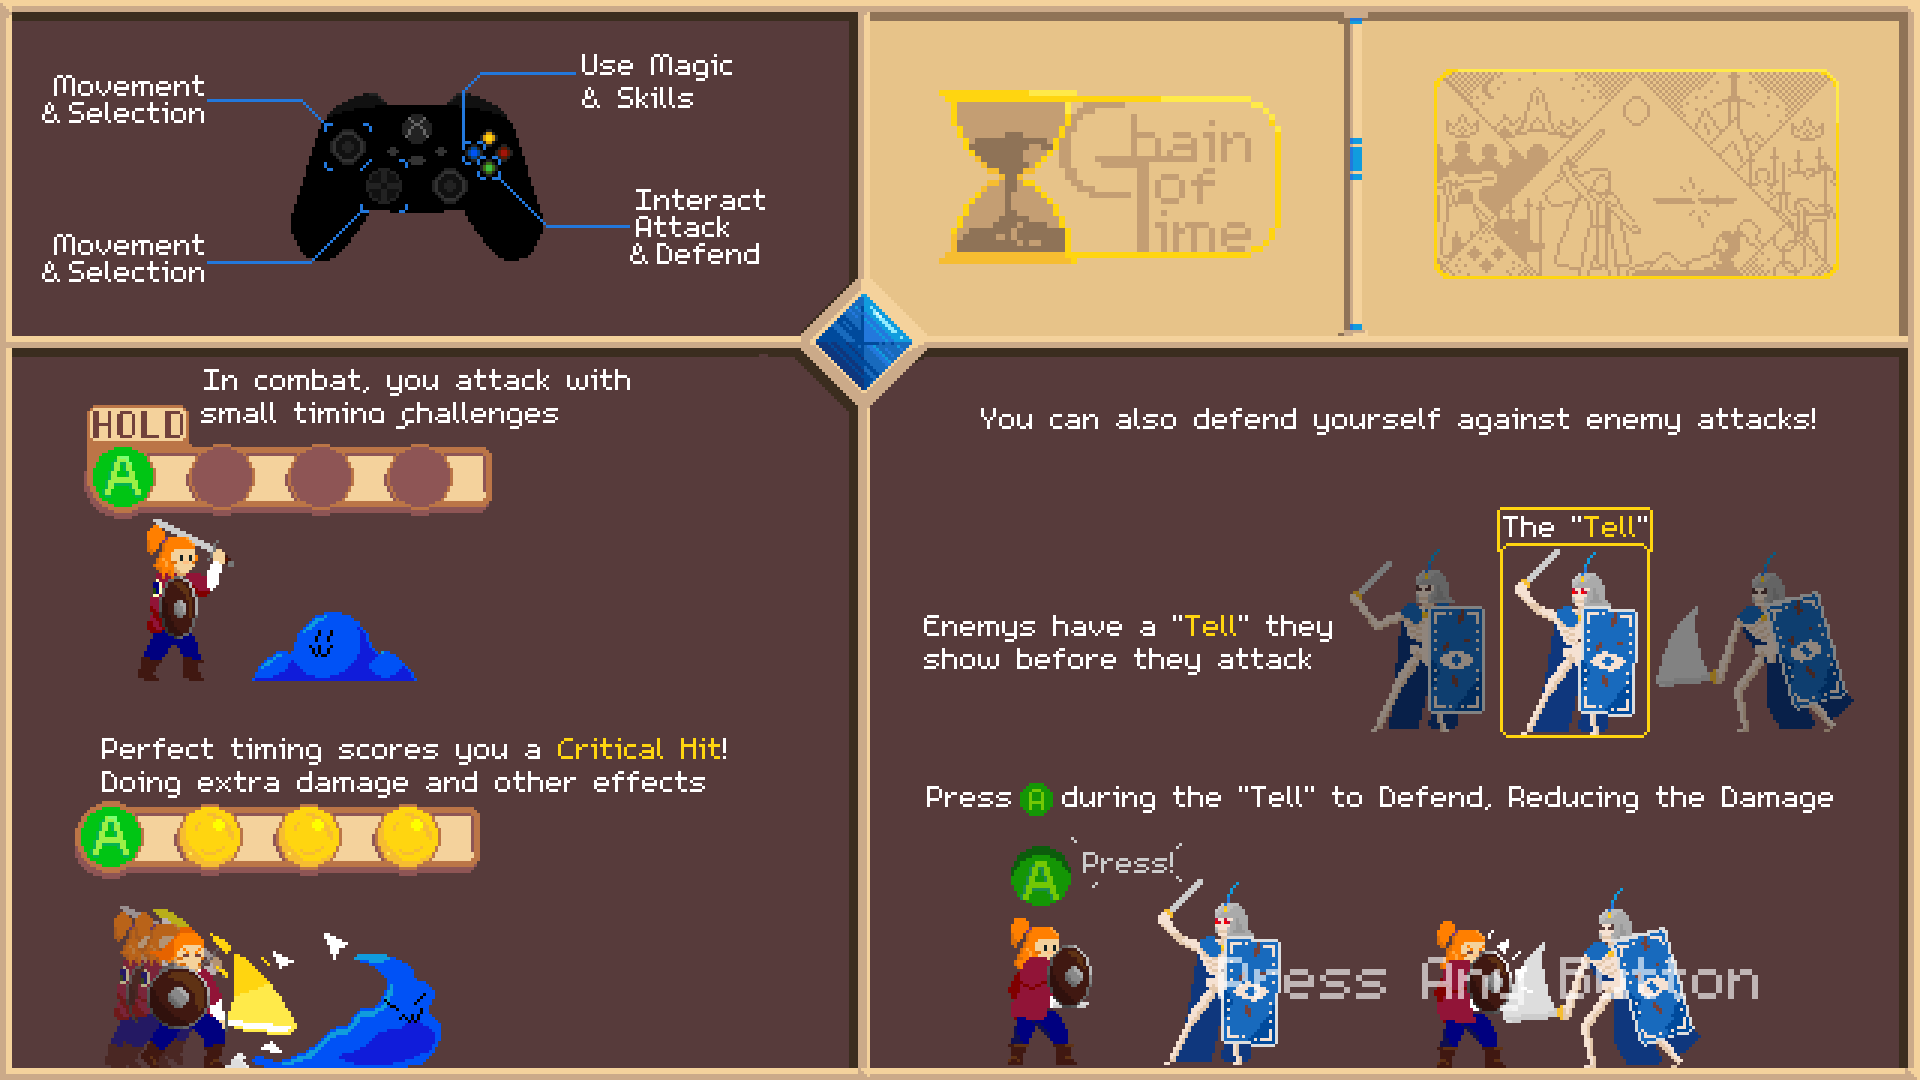 Movement
& Selection
Use Magic
& Skills
Interact
Attack
& Defend
Movement
& Selection
Chain
of
Time
In combat, you attack with
small timing challenges
HOLD
A
You can also defend yourself against enemy attacks!
The "Tell"
Enemys have a "Tell" they
show before they attack
Perfect timing scores you a Critical Hit!
Doing extra damage and other effects
A
Press A during the "Tell" to Defend, Reducing the Damage
A
Press!
Press Any Button